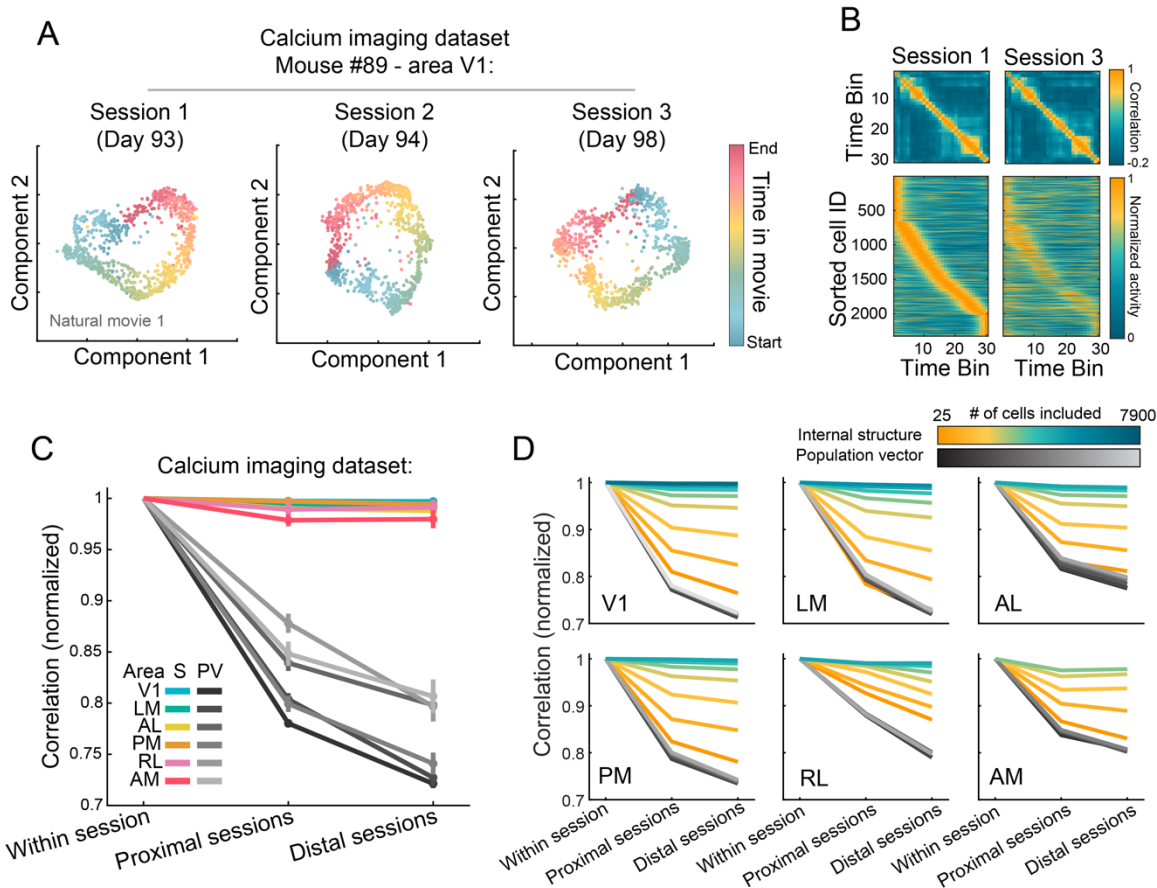 A
Calcium imaging dataset
Mouse #89 - area V1:
Session 1
(Day 93)
Session 2
(Day 94)
Session 3
(Day 98)
Component 2
Component 2
Component 2
Natural movie 1
Component 1
Component 1
Component 1
End
Time in movie
Start
B
Session 1
Session 3
Time Bin
10
20
30
1
Correlation
-0.2
Sorted cell ID
500
1000
1500
2000
1
Normalized activity
0
10 20 30
10 20 30
Time Bin
Time Bin
C
Calcium imaging dataset:
Correlation (normalized)
1
0.95
0.9
0.85
0.8
0.75
0.7
Area S PV
V1
LM
AL
PM
RL
AM
Within session
Proximal sessions
Distal sessions
D
25 # of cells included 7900
Internal structure
Population vector
Correlation (normalized)
1
0.9
0.8
0.7
V1
LM
AL
1
0.9
0.8
0.7
PM
RL
AM
Within session
Proximal sessions
Distal sessions
Within session
Proximal sessions
Distal sessions
Within session
Proximal sessions
Distal sessions